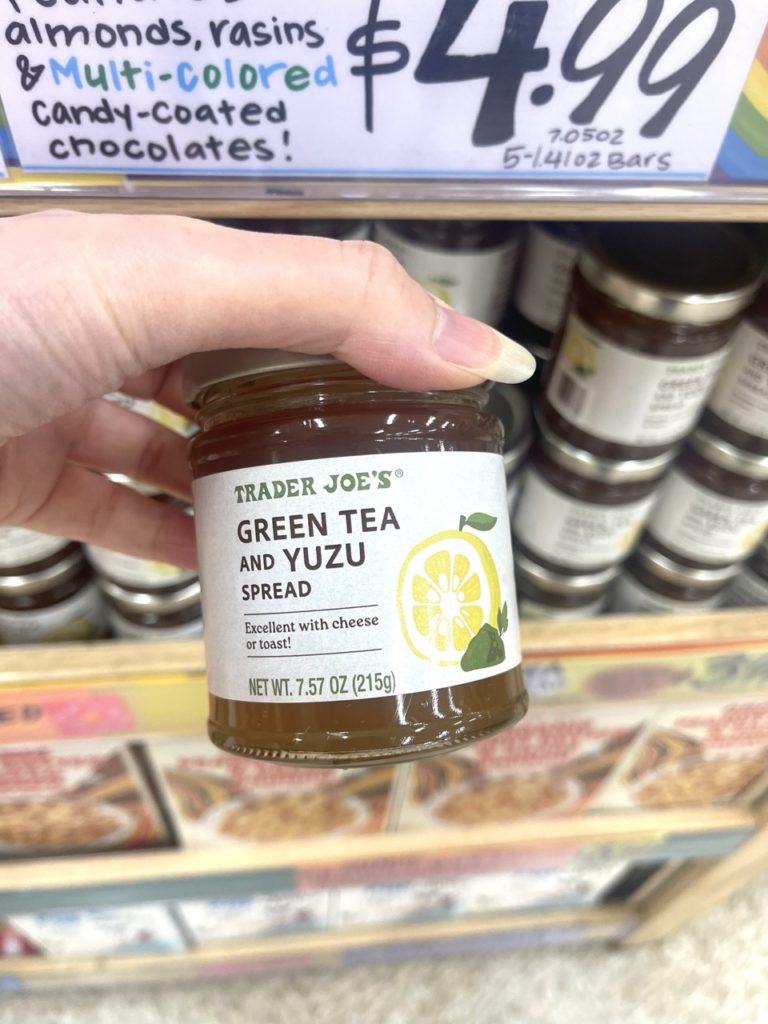 almonds, rasins
& Multi-colored
candy-coated
chocolates!
$4.99
7.05oz
5-1.41oz Bars
TRADER JOE'S®
GREEN TEA
AND YUZU
SPREAD
Excellent with cheese
or toast!
NET WT. 7.57 OZ (215g)